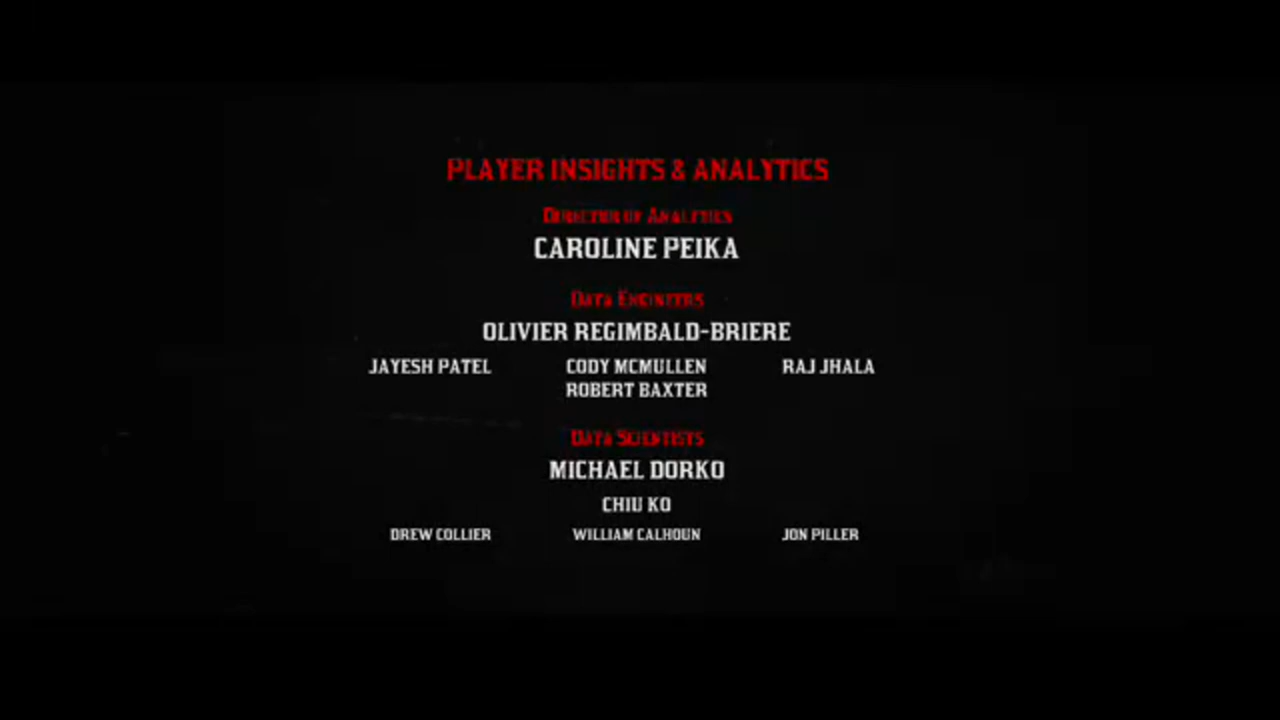 PLAYER INSIGHTS & ANALYTICS
DIRECTOR OF ANALYTICS
CAROLINE PEIKA
DATA ENGINEERS
OLIVIER REGIMBALD-BRIERE
JAYESH PATEL CODY MCMULLEN RAJ JHALA
ROBERT BAXTER
DATA SCIENTISTS
MICHAEL DORKO
CHIU KO
DREW COLLIER WILLIAM CALHOUN JON PILLER